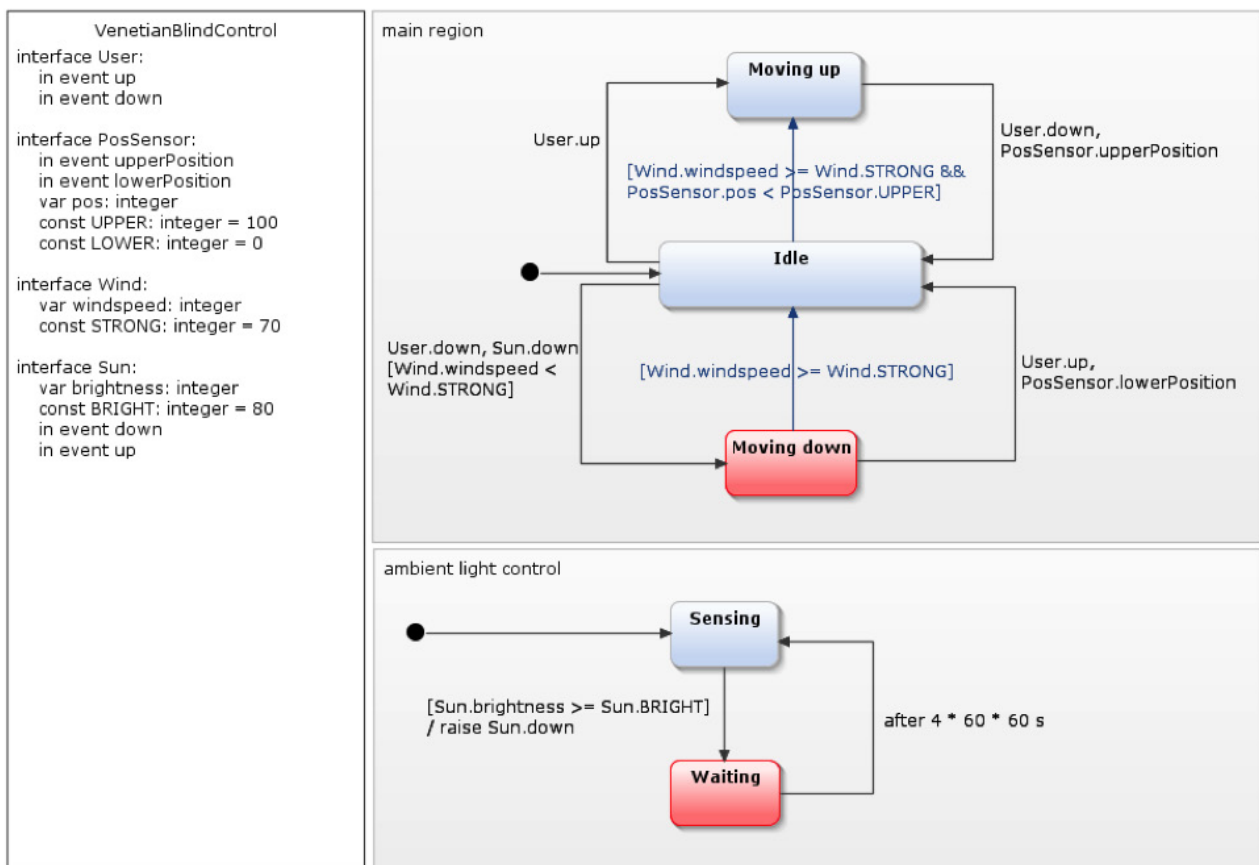 VenetianBlindControl
interface User:
in event up
in event down
interface PosSensor:
in event upperPosition
in event lowerPosition
var pos: integer
const UPPER: integer = 100
const LOWER: integer = 0
interface Wind:
var windspeed: integer
const STRONG: integer = 70
interface Sun:
var brightness: integer
const BRIGHT: integer = 80
in event down
in event up
main region
Moving up
User.up
User.down,
PosSensor.upperPosition
[Wind.windspeed >= Wind.STRONG &&
PosSensor.pos < PosSensor.UPPER]
Idle
User.down, Sun.down
[Wind.windspeed <
Wind.STRONG]
[Wind.windspeed >= Wind.STRONG]
User.up,
PosSensor.lowerPosition
Moving down
ambient light control
Sensing
[Sun.brightness >= Sun.BRIGHT]
/ raise Sun.down
after 4 * 60 * 60 s
Waiting